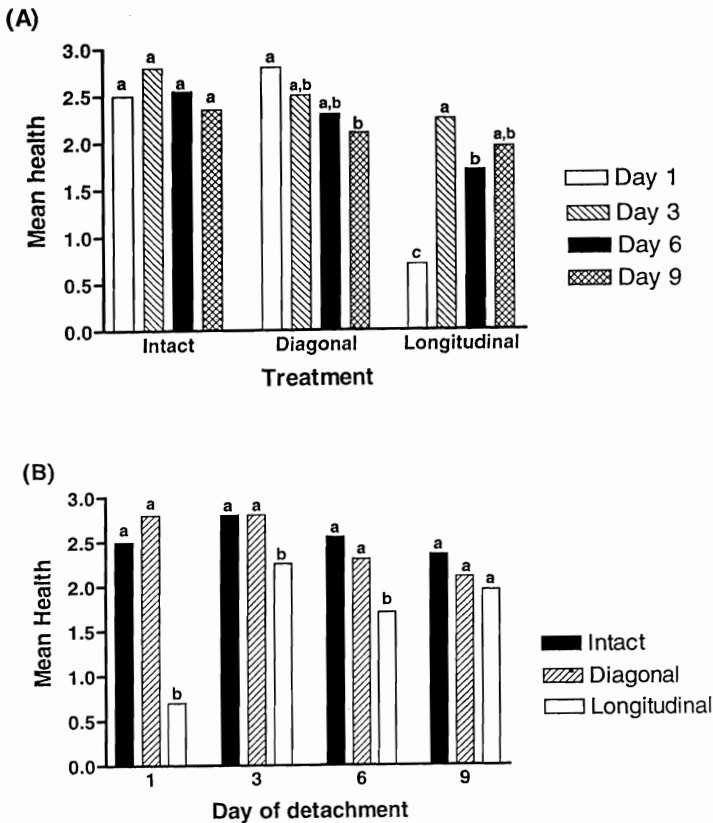 (A)
3.0
2.5
2.0
1.5
1.0
0.5
0.0
Mean health
a a a a
a a,b a,b b
c a b a,b
Intact Diagonal Longitudinal
Treatment
Day 1
Day 3
Day 6
Day 9
(B)
3.0
2.5
2.0
1.5
1.0
0.5
0.0
Mean Health
a a b
a a b
a a b
a a a
1 3 6 9
Day of detachment
Intact
Diagonal
Longitudinal